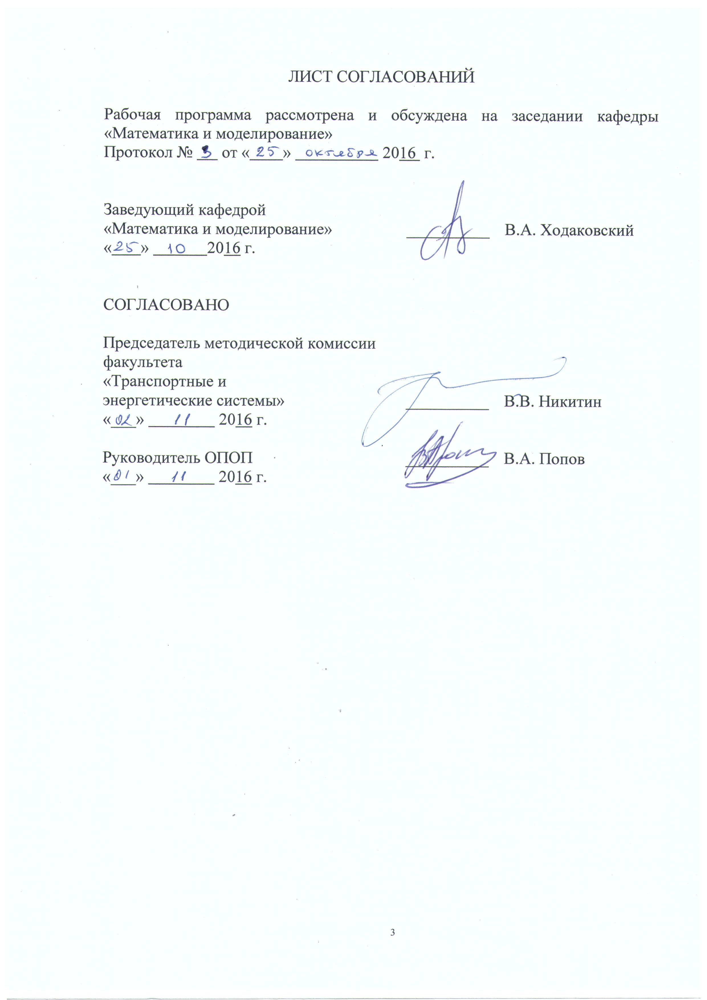 ЛИСТ СОГЛАСОВАНИЙ
Рабочая программа рассмотрена и обсуждена на заседании кафедры
«Математика и моделирование»
Протокол № 3 от «25» октября 2016 г.
Заведующий кафедрой
«Математика и моделирование» В.А. Ходаковский
«25» 10 2016 г.
СОГЛАСОВАНО
Председатель методической комиссии
факультета
«Транспортные и
энергетические системы» В.В. Никитин
«02» 11 2016 г.
Руководитель ОПОП В.А. Попов
«01» 11 2016 г.
3